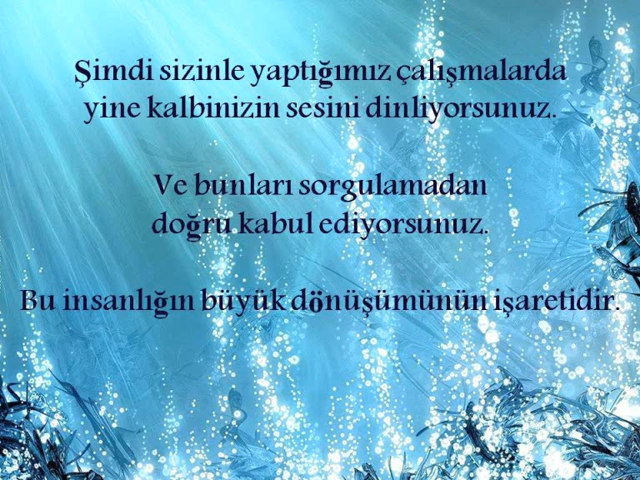 Şimdi sizinle yaptığımız çalışmalarda
yine kalbinizin sesini dinliyorsunuz.
Ve bunları sorgulamadan
doğru kabul ediyorsunuz.
Bu insanlığın büyük dönüşümünün işaretidir.